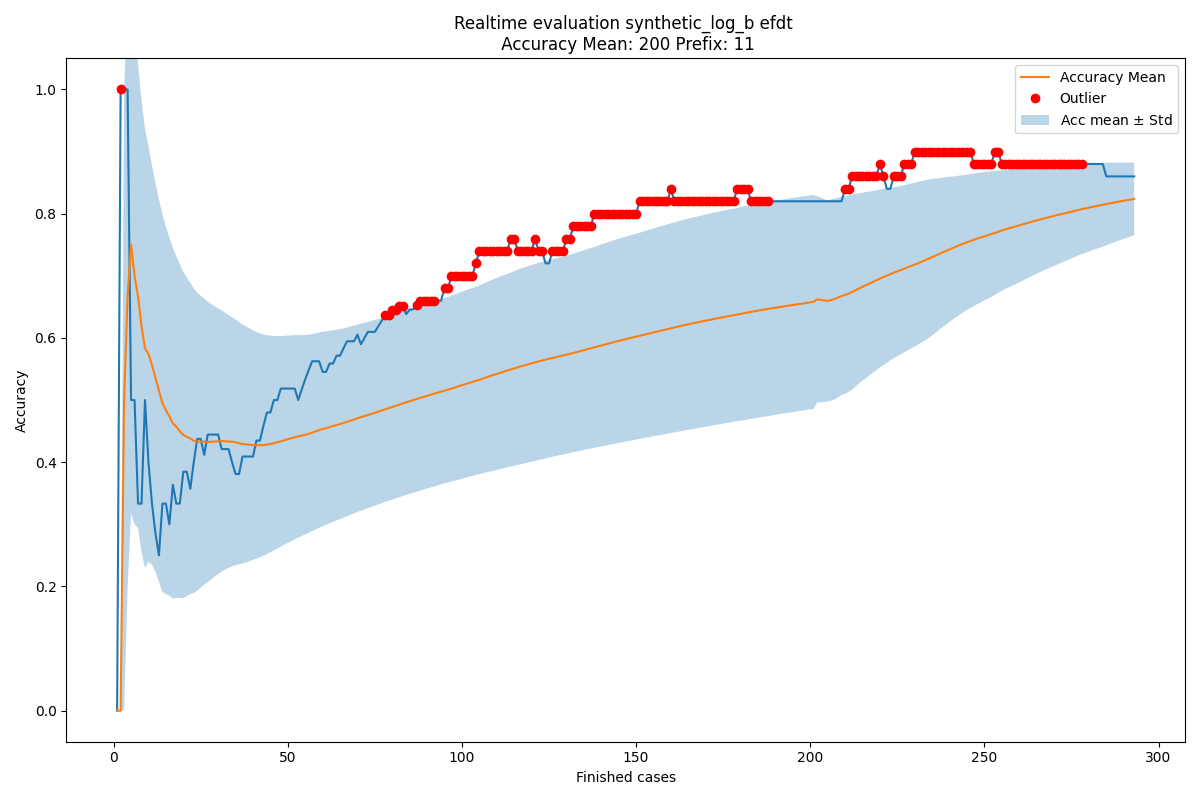 Realtime evaluation synthetic_log_b efdt
Accuracy Mean: 200 Prefix: 11
Accuracy Mean
Outlier
Acc mean ± Std
Accuracy
1.0
0.8
0.6
0.4
0.2
0.0
0 50 100 150 200 250 300
Finished cases